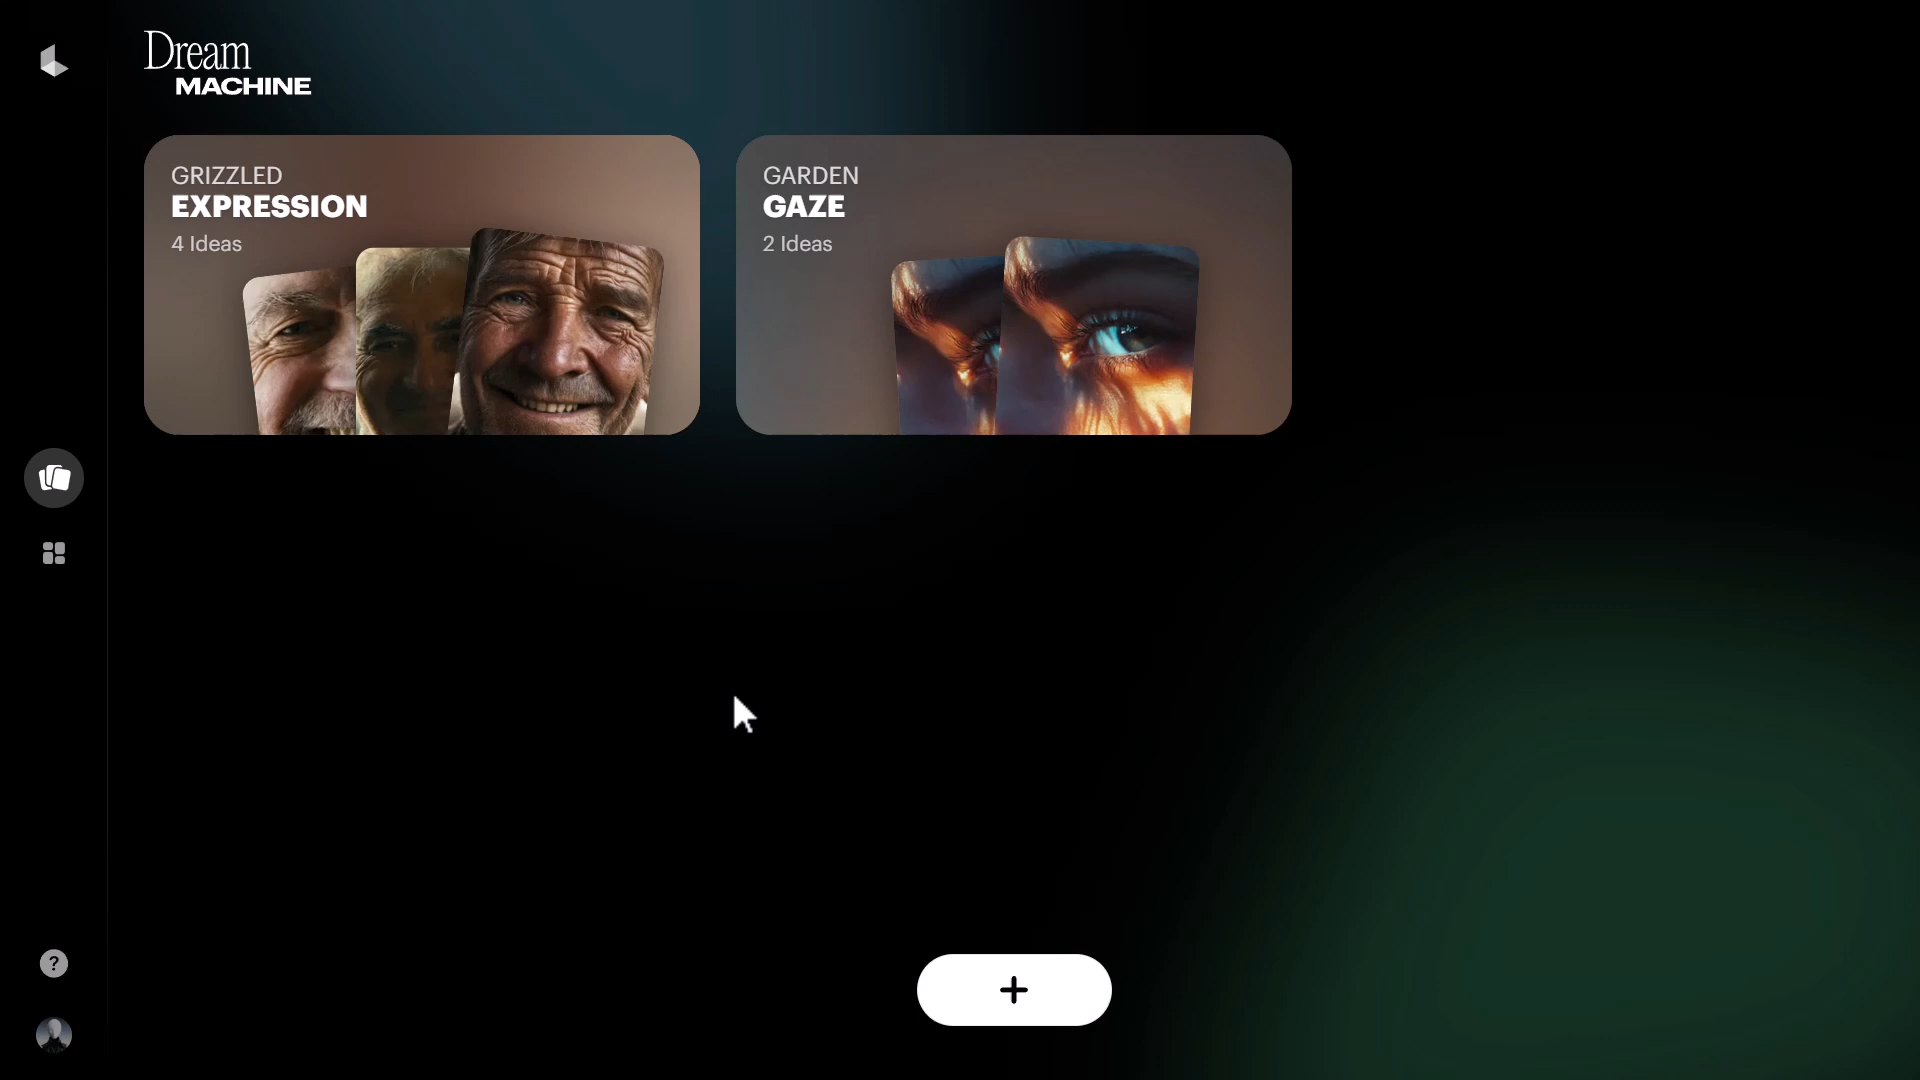 Dream
MACHINE
GRIZZLED
EXPRESSION
4 Ideas
GARDEN
GAZE
2 Ideas
?